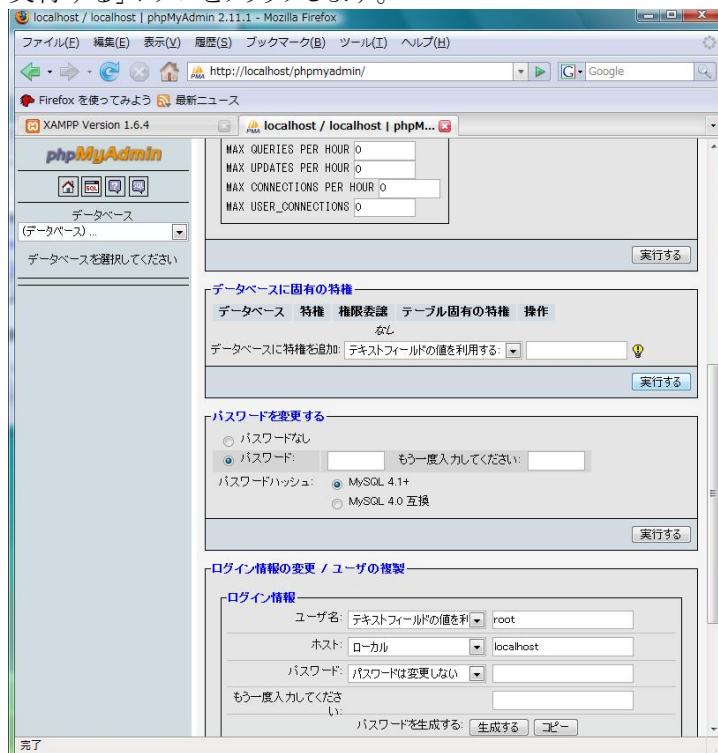 localhost / localhost | phpMyAdmin 2.11.1 - Mozilla Firefox
ファイル(F) 編集(E) 表示(V) 履歴(S) ブックマーク(B) ツール(T) ヘルプ(H)
http://localhost/phpmyadmin/
Google
Firefox を使ってみよう 最新ニュース
XAMPP Version 1.6.4
localhost / localhost | phpM...
phpMyAdmin
データベース
(データベース) ...
データベースを選択してください
MAX QUERIES PER HOUR 0
MAX UPDATES PER HOUR 0
MAX CONNECTIONS PER HOUR 0
MAX USER_CONNECTIONS 0
実行する
データベースに固有の特権
データベース 特権 権限委譲 テーブル固有の特権 操作
なし
データベースに特権を追加: テキストフィールドの値を利用する:
実行する
パスワードを変更する
パスワードなし
パスワード: もう一度入力してください:
パスワードハッシュ: MySQL 4.1+
MySQL 4.0 互換
実行する
ログイン情報の変更 / ユーザの複製
ログイン情報
ユーザ名: テキストフィールドの値を利 root
ホスト: ローカル localhost
パスワード: パスワードは変更しない
もう一度入力してくださ
い:
パスワードを生成する: 生成する コピー
完了